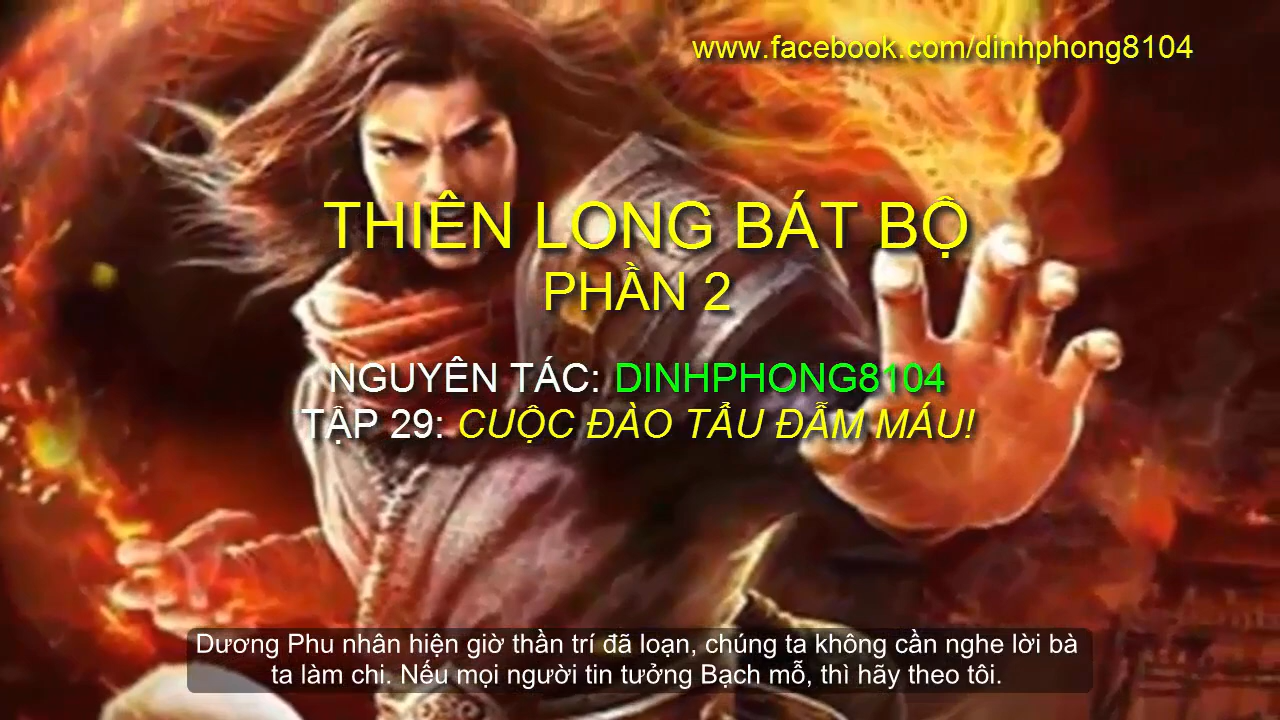 www.facebook.com/dinhphong8104
THIÊN LONG BÁT BỘ
PHẦN 2
NGUYÊN TÁC: DINHPHONG8104
TẬP 29: CUỘC ĐÀO TẨU ĐẪM MÁU!
Dương Phu nhân hiện giờ thần trí đã loạn, chúng ta không cần nghe lời bà
ta làm chi. Nếu mọi người tin tưởng Bạch mỗ, thì hãy theo tôi.